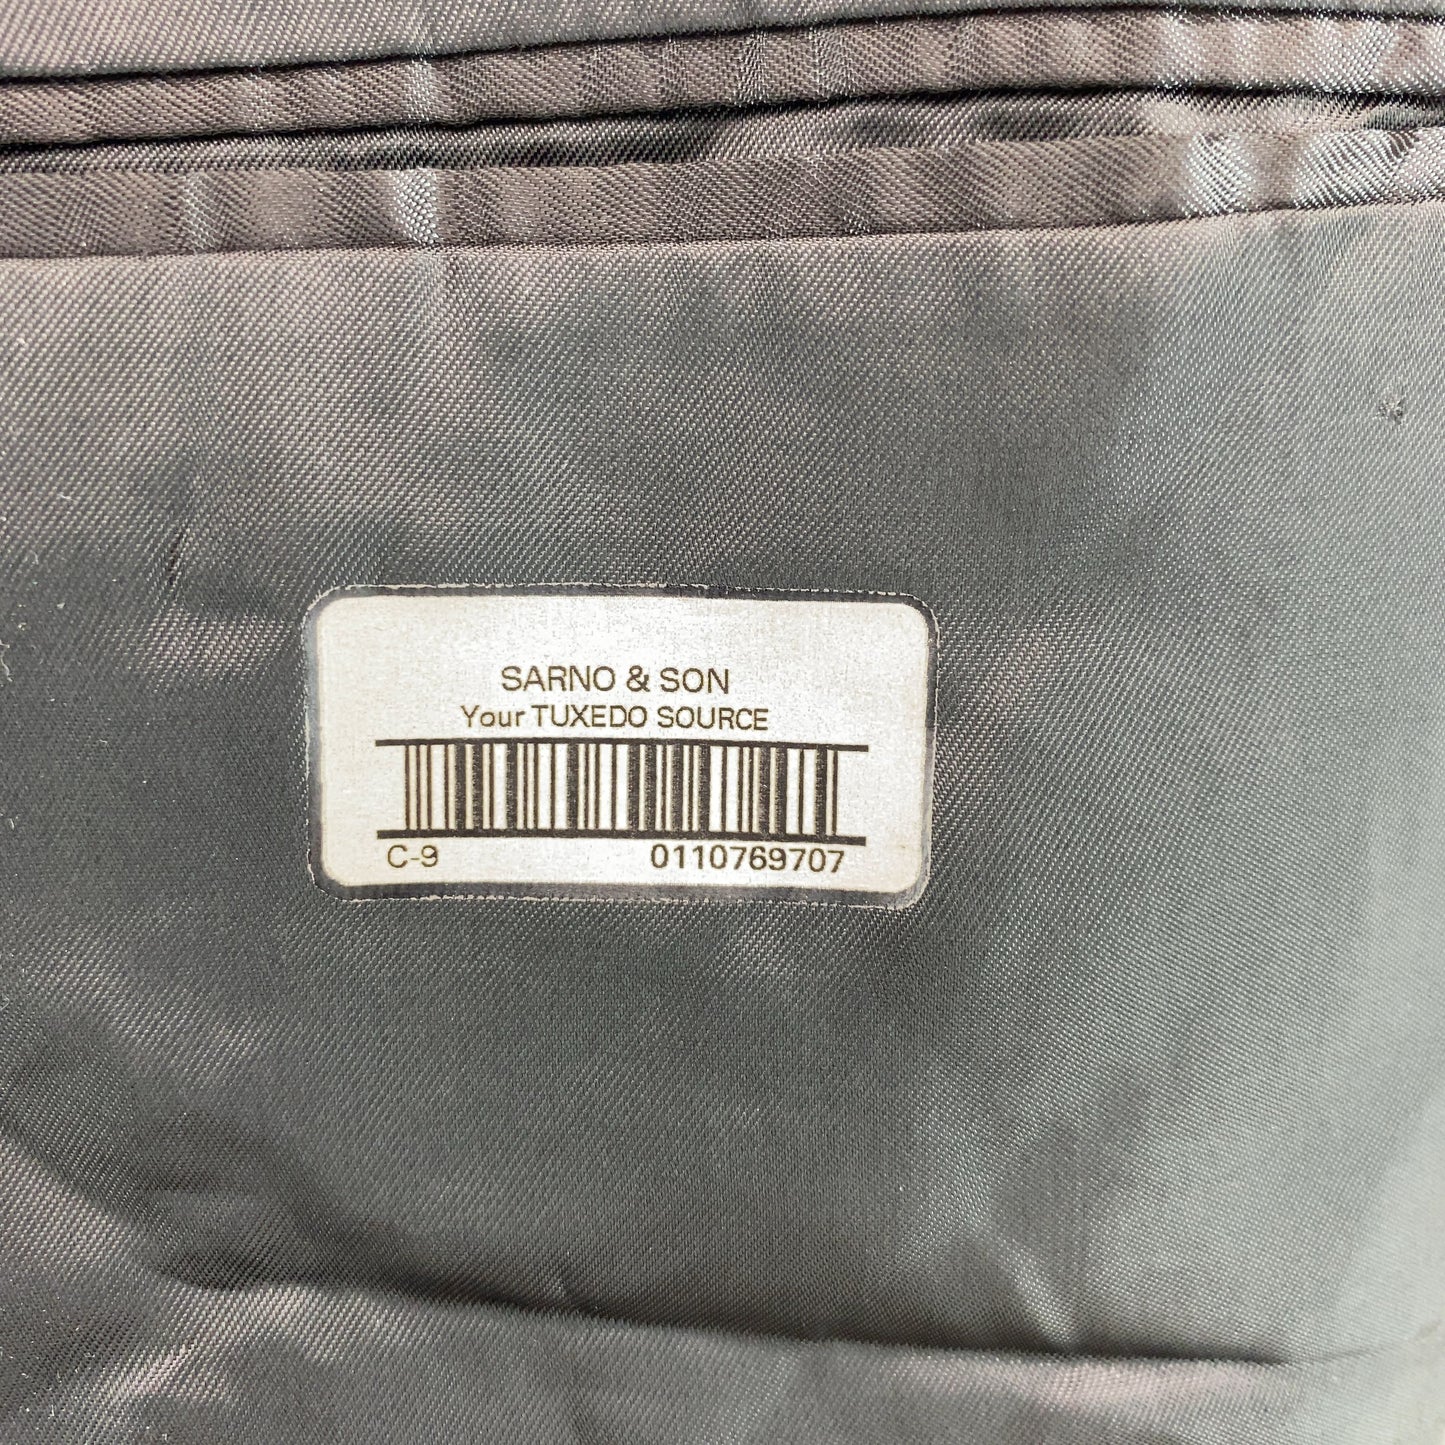 SARNO & SON
Your TUXEDO SOURCE
C-9 0110769707